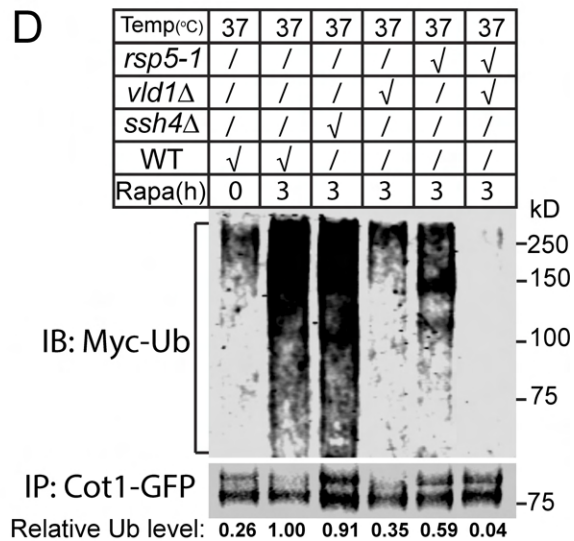 D
Temp(°C) 37 37 37 37 37 37
rsp5-1 / / / / √ √
vld1Δ / / / √ / √
ssh4Δ / / √ / / /
WT √ √ / / / /
Rapa(h) 0 3 3 3 3 3
kD
250
150
IB: Myc-Ub
100
75
IP: Cot1-GFP
75
Relative Ub level: 0.26 1.00 0.91 0.35 0.59 0.04